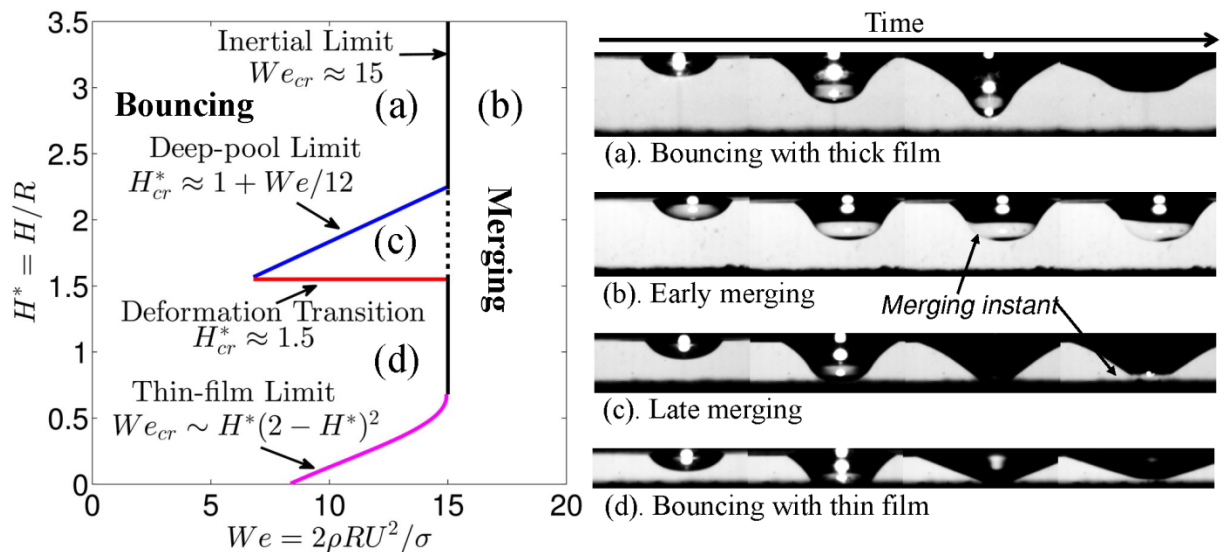 3.5
3
2.5
2
1.5
1
0.5
0
H* = H/R
0
5
10
15
20
We = 2ρRU²/σ
Inertial Limit
We_cr ≈ 15
(a)
(b)
Bouncing
Deep-pool Limit
H*_cr ≈ 1 + We/12
(c)
Merging
Deformation Transition
H*_cr ≈ 1.5
(d)
Thin-film Limit
We_cr ∼ H*(2 − H*)²
Time
(a). Bouncing with thick film
(b). Early merging
Merging instant
(c). Late merging
(d). Bouncing with thin film